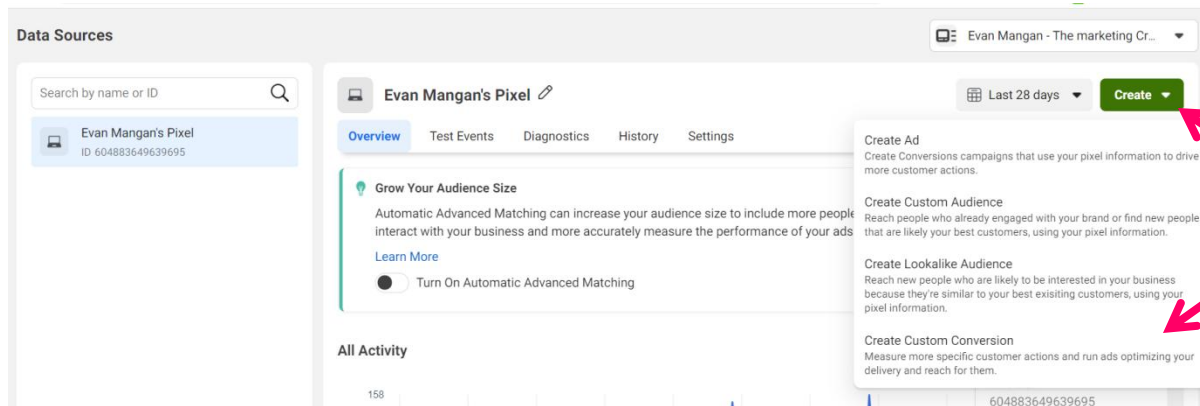 Data Sources
Evan Mangan - The marketing Cr...
Search by name or ID
Evan Mangan's Pixel
ID 604883649639695
Evan Mangan's Pixel
Last 28 days
Create
Overview
Test Events
Diagnostics
History
Settings
Grow Your Audience Size
Automatic Advanced Matching can increase your audience size to include more people
interact with your business and more accurately measure the performance of your ads
Learn More
Turn On Automatic Advanced Matching
Create Ad
Create Conversions campaigns that use your pixel information to drive
more customer actions.
Create Custom Audience
Reach people who already engaged with your brand or find new people
that are likely your best customers, using your pixel information.
Create Lookalike Audience
Reach new people who are likely to be interested in your business
because they're similar to your best exisiting customers, using your
pixel information.
Create Custom Conversion
Measure more specific customer actions and run ads optimizing your
delivery and reach for them.
All Activity
158
604883649639695